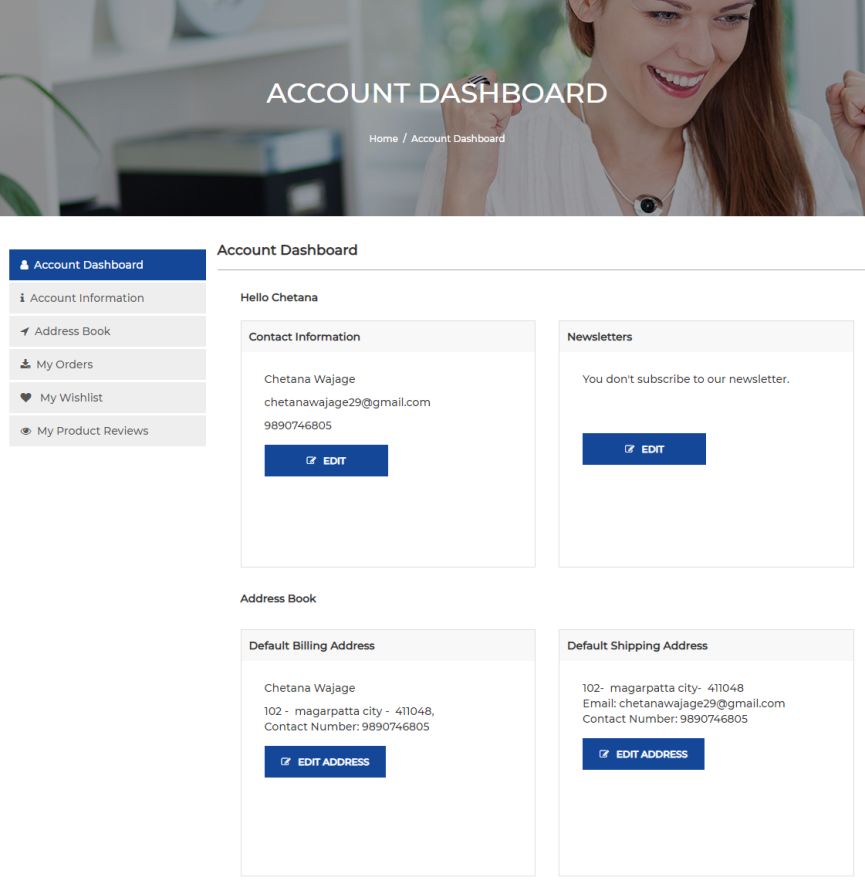 ACCOUNT DASHBOARD
Home / Account Dashboard
Account Dashboard
Account Information
Address Book
My Orders
My Wishlist
My Product Reviews
Account Dashboard
Hello Chetana
Contact Information
Chetana Wajage
chetanawajage29@gmail.com
9890746805
EDIT
Newsletters
You don't subscribe to our newsletter.
EDIT
Address Book
Default Billing Address
Chetana Wajage
102 - magarpatta city - 411048,
Contact Number: 9890746805
EDIT ADDRESS
Default Shipping Address
102- magarpatta city- 411048
Email: chetanawajage29@gmail.com
Contact Number: 9890746805
EDIT ADDRESS